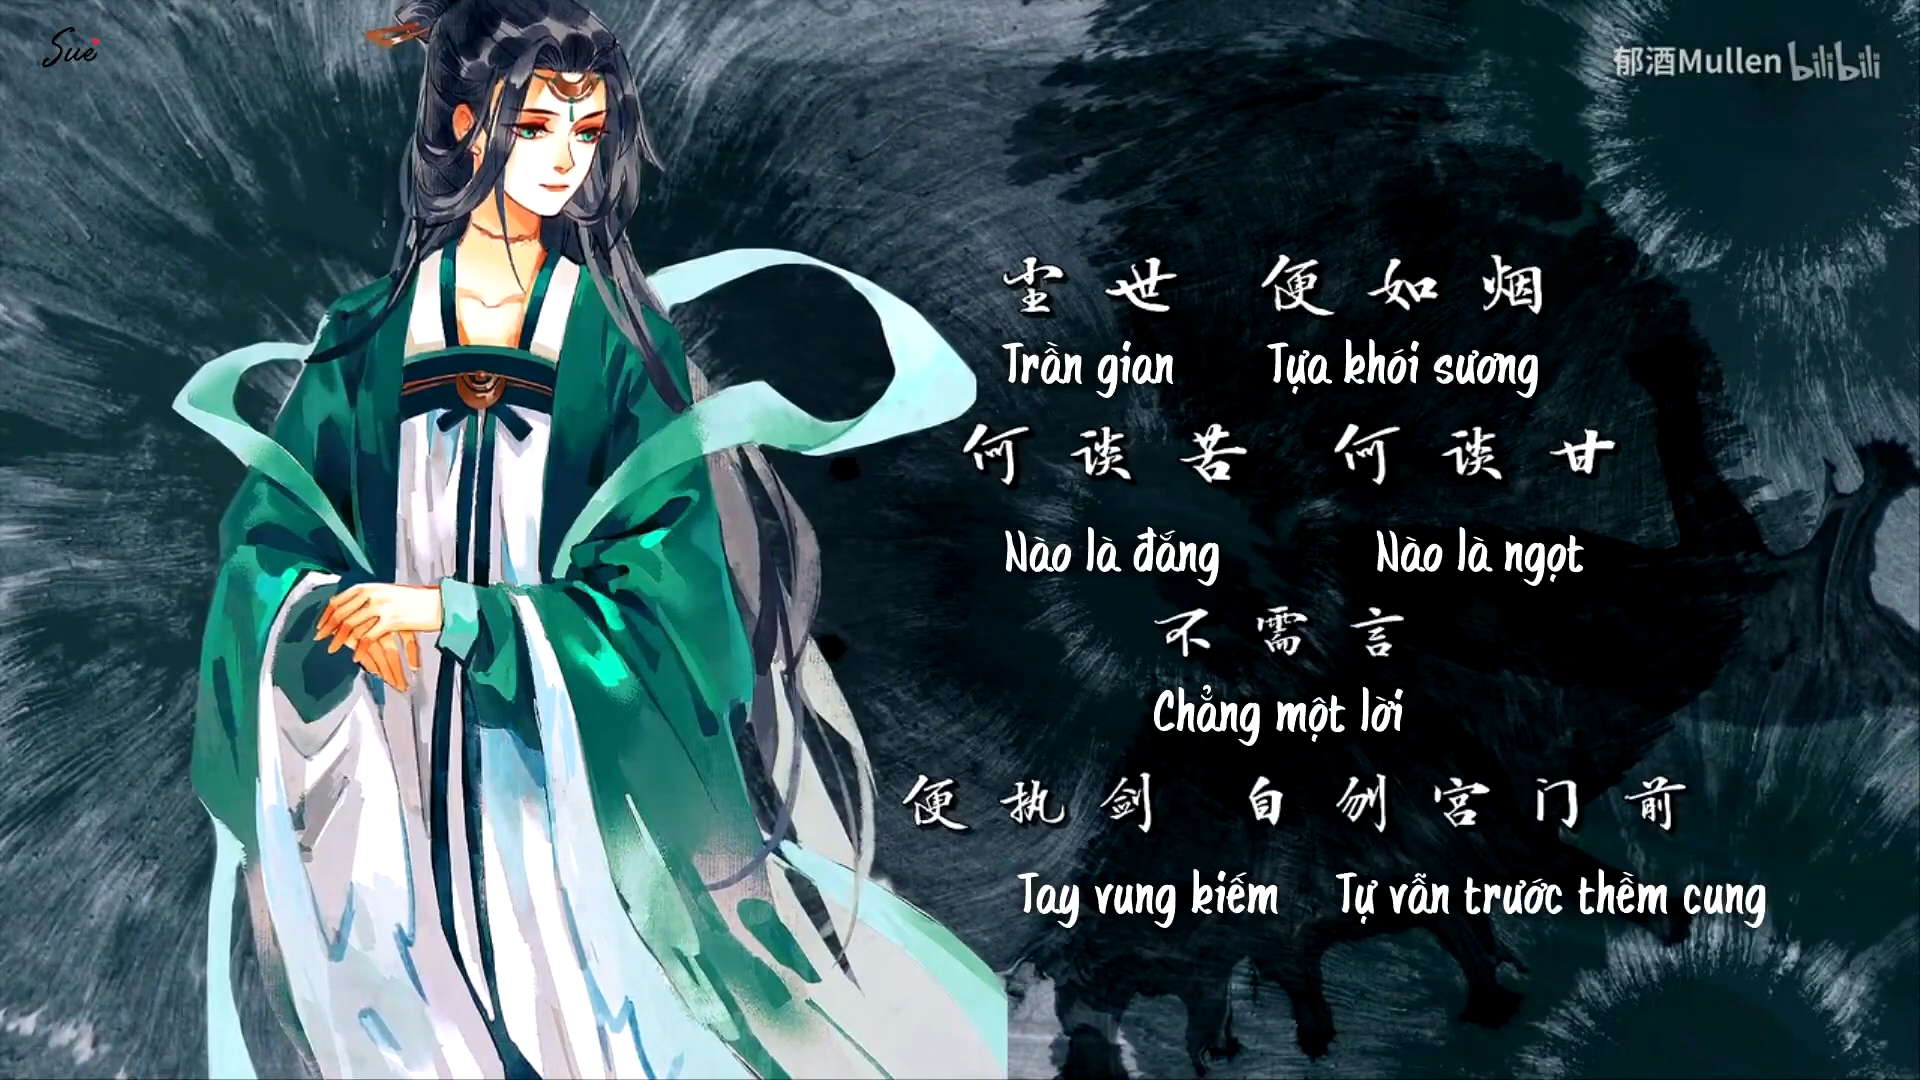 Sue
郁酒Mullen bilibili
尘世 便如烟
Trần gian Tựa khói sương
何谈苦 何谈甘
Nào là đắng Nào là ngọt
不需言
Chẳng một lời
便执剑 自刎宫门前
Tay vung kiếm Tự vẫn trước thềm cung